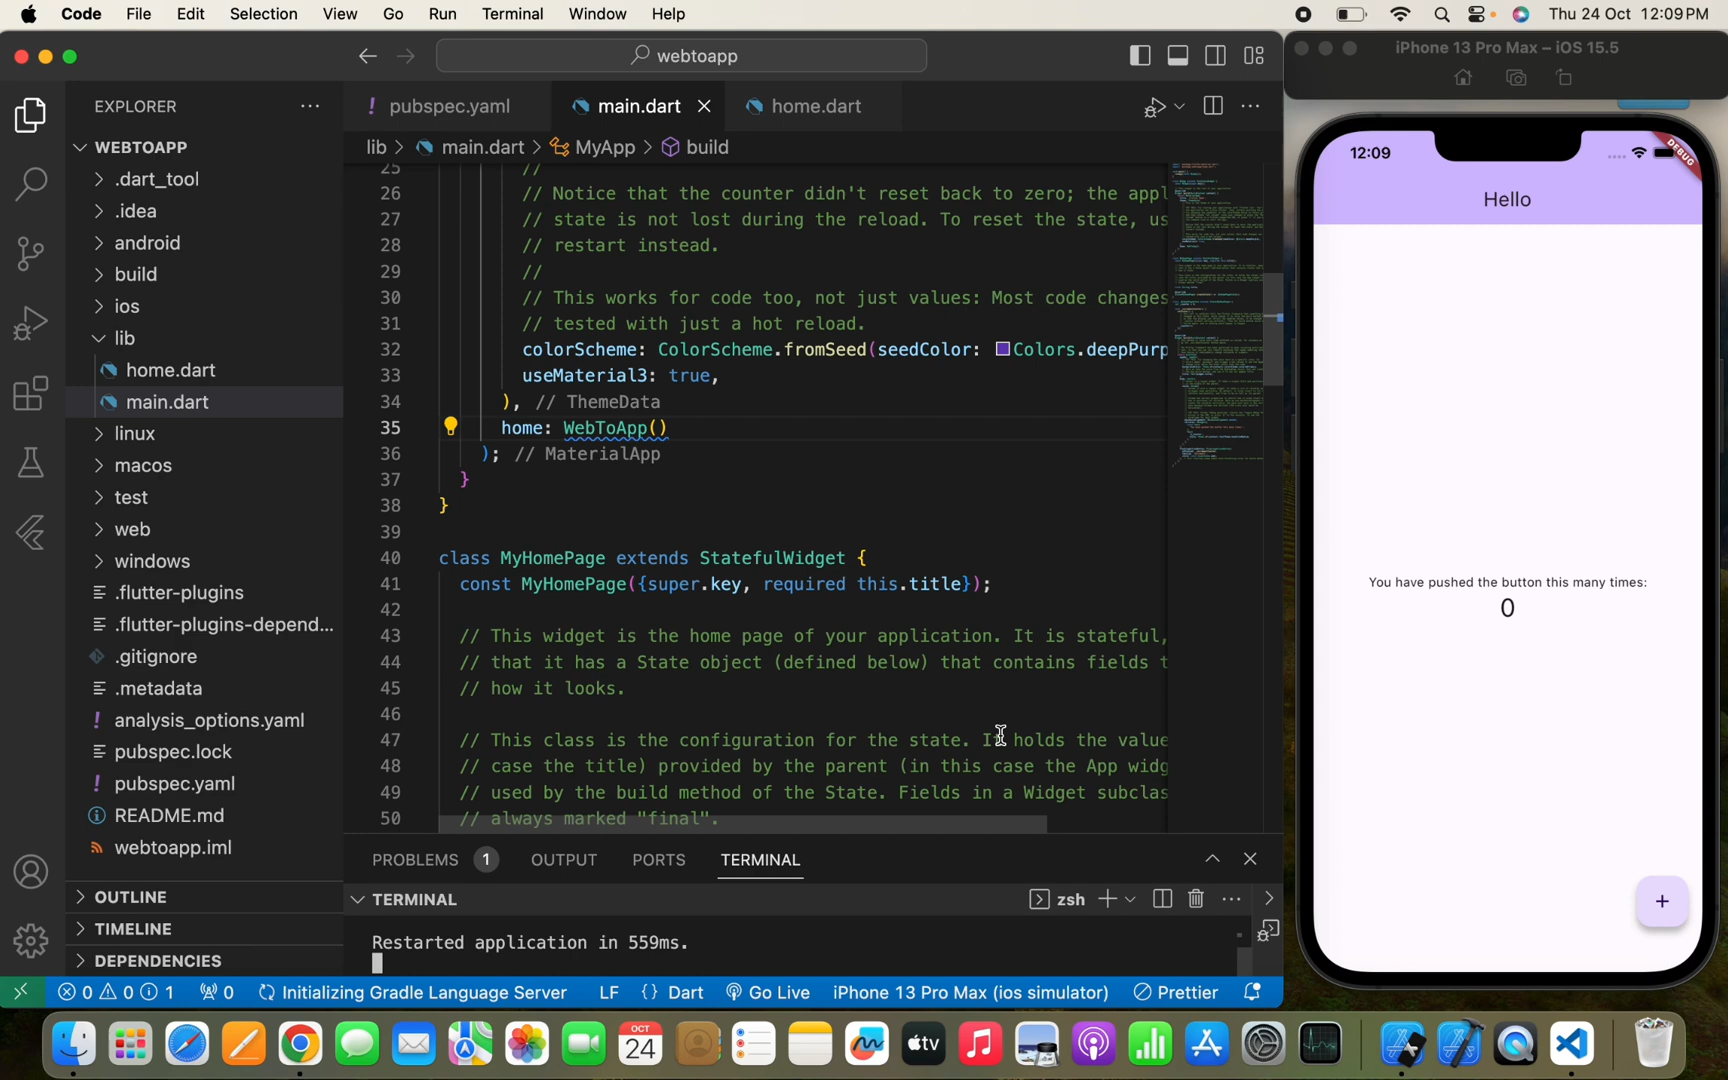 Code File Edit Selection View Go Run Terminal Window Help
Thu 24 Oct 12:09 PM
webtoapp
iPhone 13 Pro Max – iOS 15.5
EXPLORER
WEBTOAPP
.dart_tool
.idea
android
build
ios
lib
home.dart
main.dart
linux
macos
test
web
windows
.flutter-plugins
.flutter-plugins-depend...
.gitignore
.metadata
analysis_options.yaml
pubspec.lock
pubspec.yaml
README.md
webtoapp.iml
OUTLINE
TIMELINE
DEPENDENCIES
pubspec.yaml main.dart home.dart
lib > main.dart > MyApp > build
25 //
26 // Notice that the counter didn't reset back to zero; the appl
27 // state is not lost during the reload. To reset the state, us
28 // restart instead.
29 //
30 // This works for code too, not just values: Most code changes
31 // tested with just a hot reload.
32 colorScheme: ColorScheme.fromSeed(seedColor: Colors.deepPurp
33 useMaterial3: true,
34 ), // ThemeData
35 home: WebToApp()
36 ); // MaterialApp
37 }
38 }
39
40 class MyHomePage extends StatefulWidget {
41 const MyHomePage({super.key, required this.title});
42
43 // This widget is the home page of your application. It is stateful,
44 // that it has a State object (defined below) that contains fields t
45 // how it looks.
46
47 // This class is the configuration for the state. It holds the value
48 // case the title) provided by the parent (in this case the App widg
49 // used by the build method of the State. Fields in a Widget subclas
50 // always marked "final".
PROBLEMS 1 OUTPUT PORTS TERMINAL
TERMINAL
zsh
Restarted application in 559ms.
0 0 1 0 Initializing Gradle Language Server LF {} Dart Go Live iPhone 13 Pro Max (ios simulator) Prettier
12:09
DEBUG
Hello
You have pushed the button this many times:
0
+
OCT
24
tv